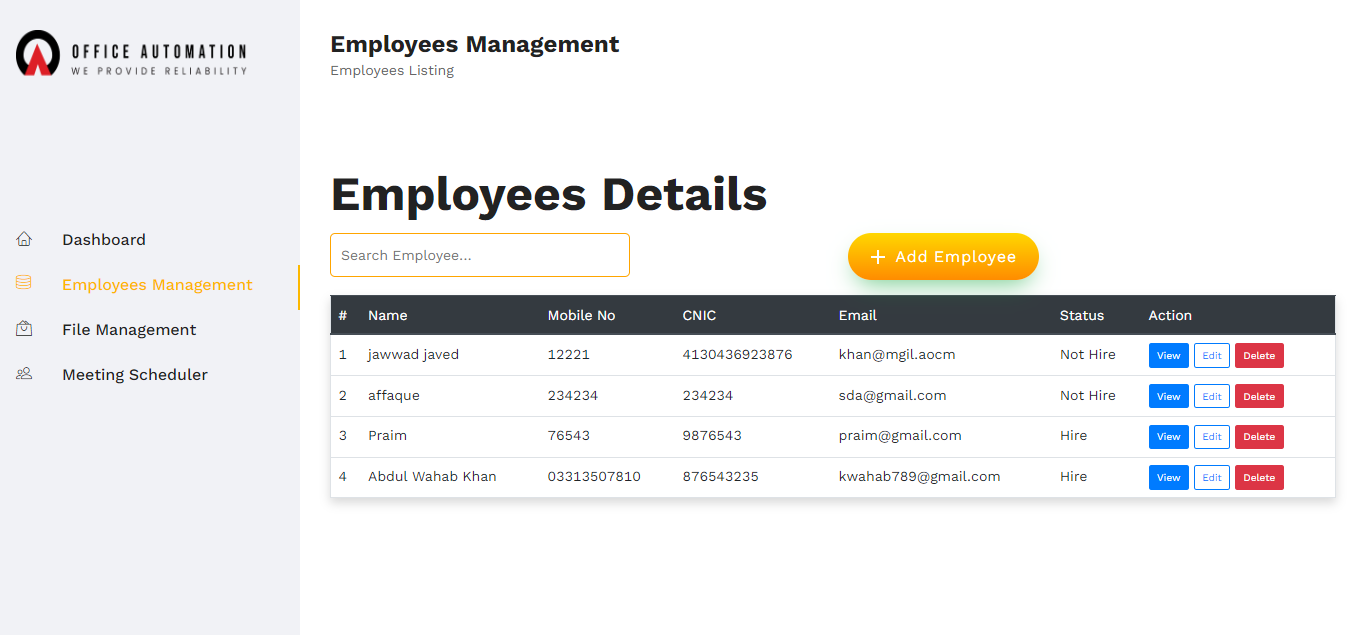 OFFICE AUTOMATION
WE PROVIDE RELIABILITY
Dashboard
Employees Management
File Management
Meeting Scheduler
Employees Management
Employees Listing
Employees Details
Search Employee...
+ Add Employee
# Name Mobile No CNIC Email Status Action
1 jawwad javed 12221 4130436923876 khan@mgil.aocm Not Hire View Edit Delete
2 affaque 234234 234234 sda@gmail.com Not Hire View Edit Delete
3 Praim 76543 9876543 praim@gmail.com Hire View Edit Delete
4 Abdul Wahab Khan 03313507810 876543235 kwahab789@gmail.com Hire View Edit Delete